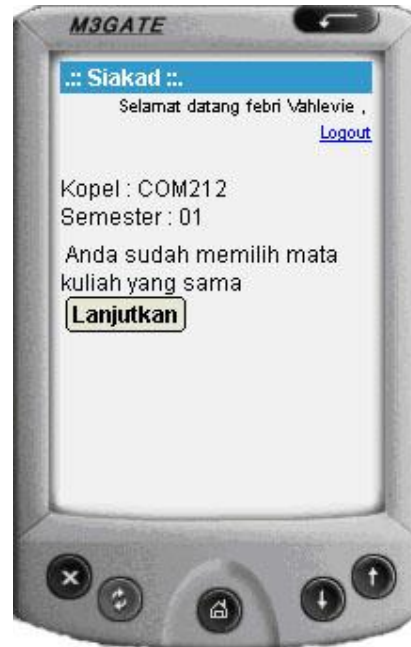 M3GATE
.:: Siakad ::.
Selamat datang febri Vahlevie ,
Logout
Kopel : COM212
Semester : 01
Anda sudah memilih mata
kuliah yang sama
Lanjutkan